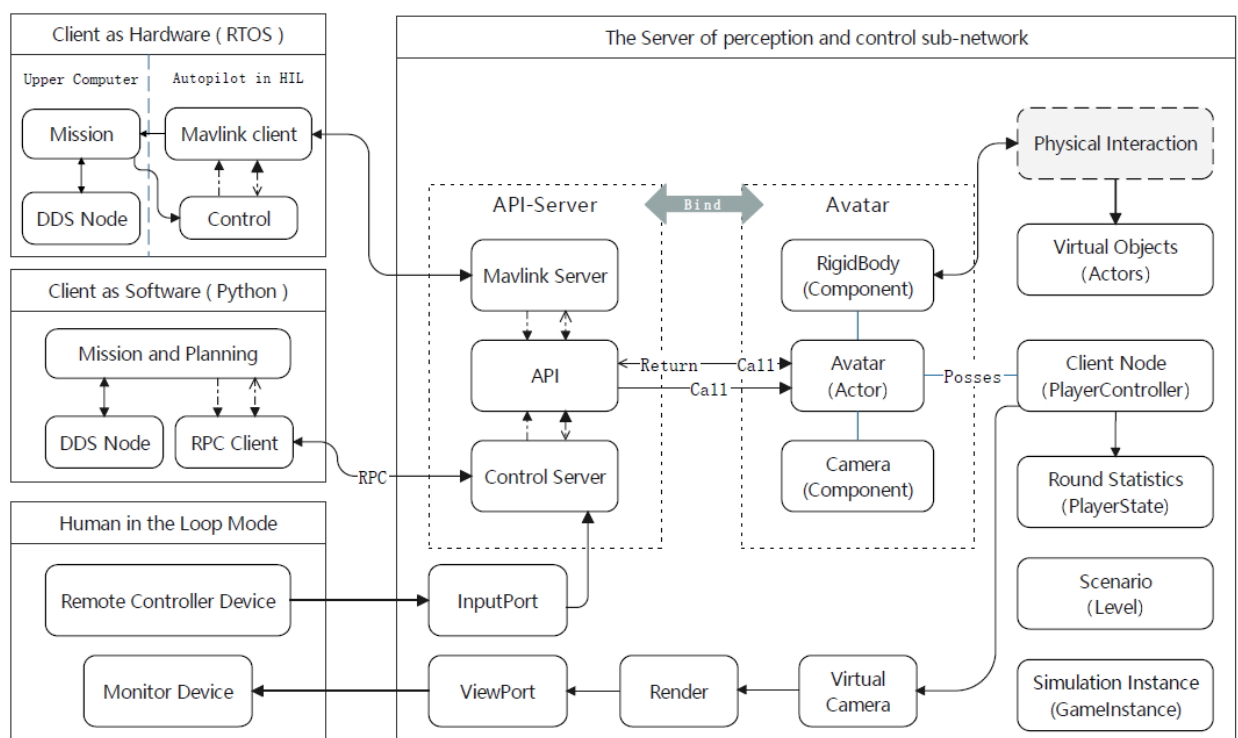 Client as Hardware ( RTOS )
Upper Computer
Autopilot in HIL
Mission
Mavlink client
DDS Node
Control
Client as Software ( Python )
Mission and Planning
DDS Node
RPC Client
RPC
Human in the Loop Mode
Remote Controller Device
Monitor Device
The Server of perception and control sub-network
API-Server
Bind
Avatar
Mavlink Server
API
Control Server
Return
Call
Call
RigidBody
(Component)
Avatar
(Actor)
Camera
(Component)
Posses
Physical Interaction
Virtual Objects
(Actors)
Client Node
(PlayerController)
Round Statistics
(PlayerState)
Scenario
(Level)
Simulation Instance
(GameInstance)
InputPort
ViewPort
Render
Virtual
Camera